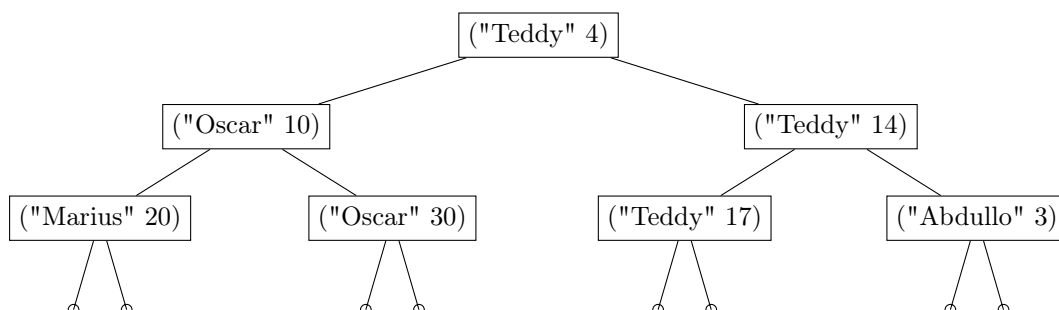 ("Teddy" 4)
("Oscar" 10) ("Teddy" 14)
("Marius" 20) ("Oscar" 30) ("Teddy" 17) ("Abdullo" 3)